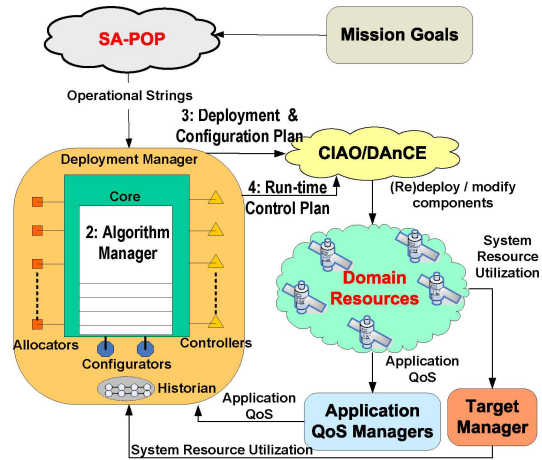 SA-POP
Mission Goals
Operational Strings
3: Deployment &
Configuration Plan
Deployment Manager
CIAO/DAnCE
Core
4: Run-time
Control Plan
(Re)deploy / modify
components
2: Algorithm
Manager
System
Resource
Utilization
Domain
Resources
Allocators
Controllers
Configurators
Application
QoS
Historian
Application
QoS
Application
QoS Managers
Target
Manager
System Resource Utilization